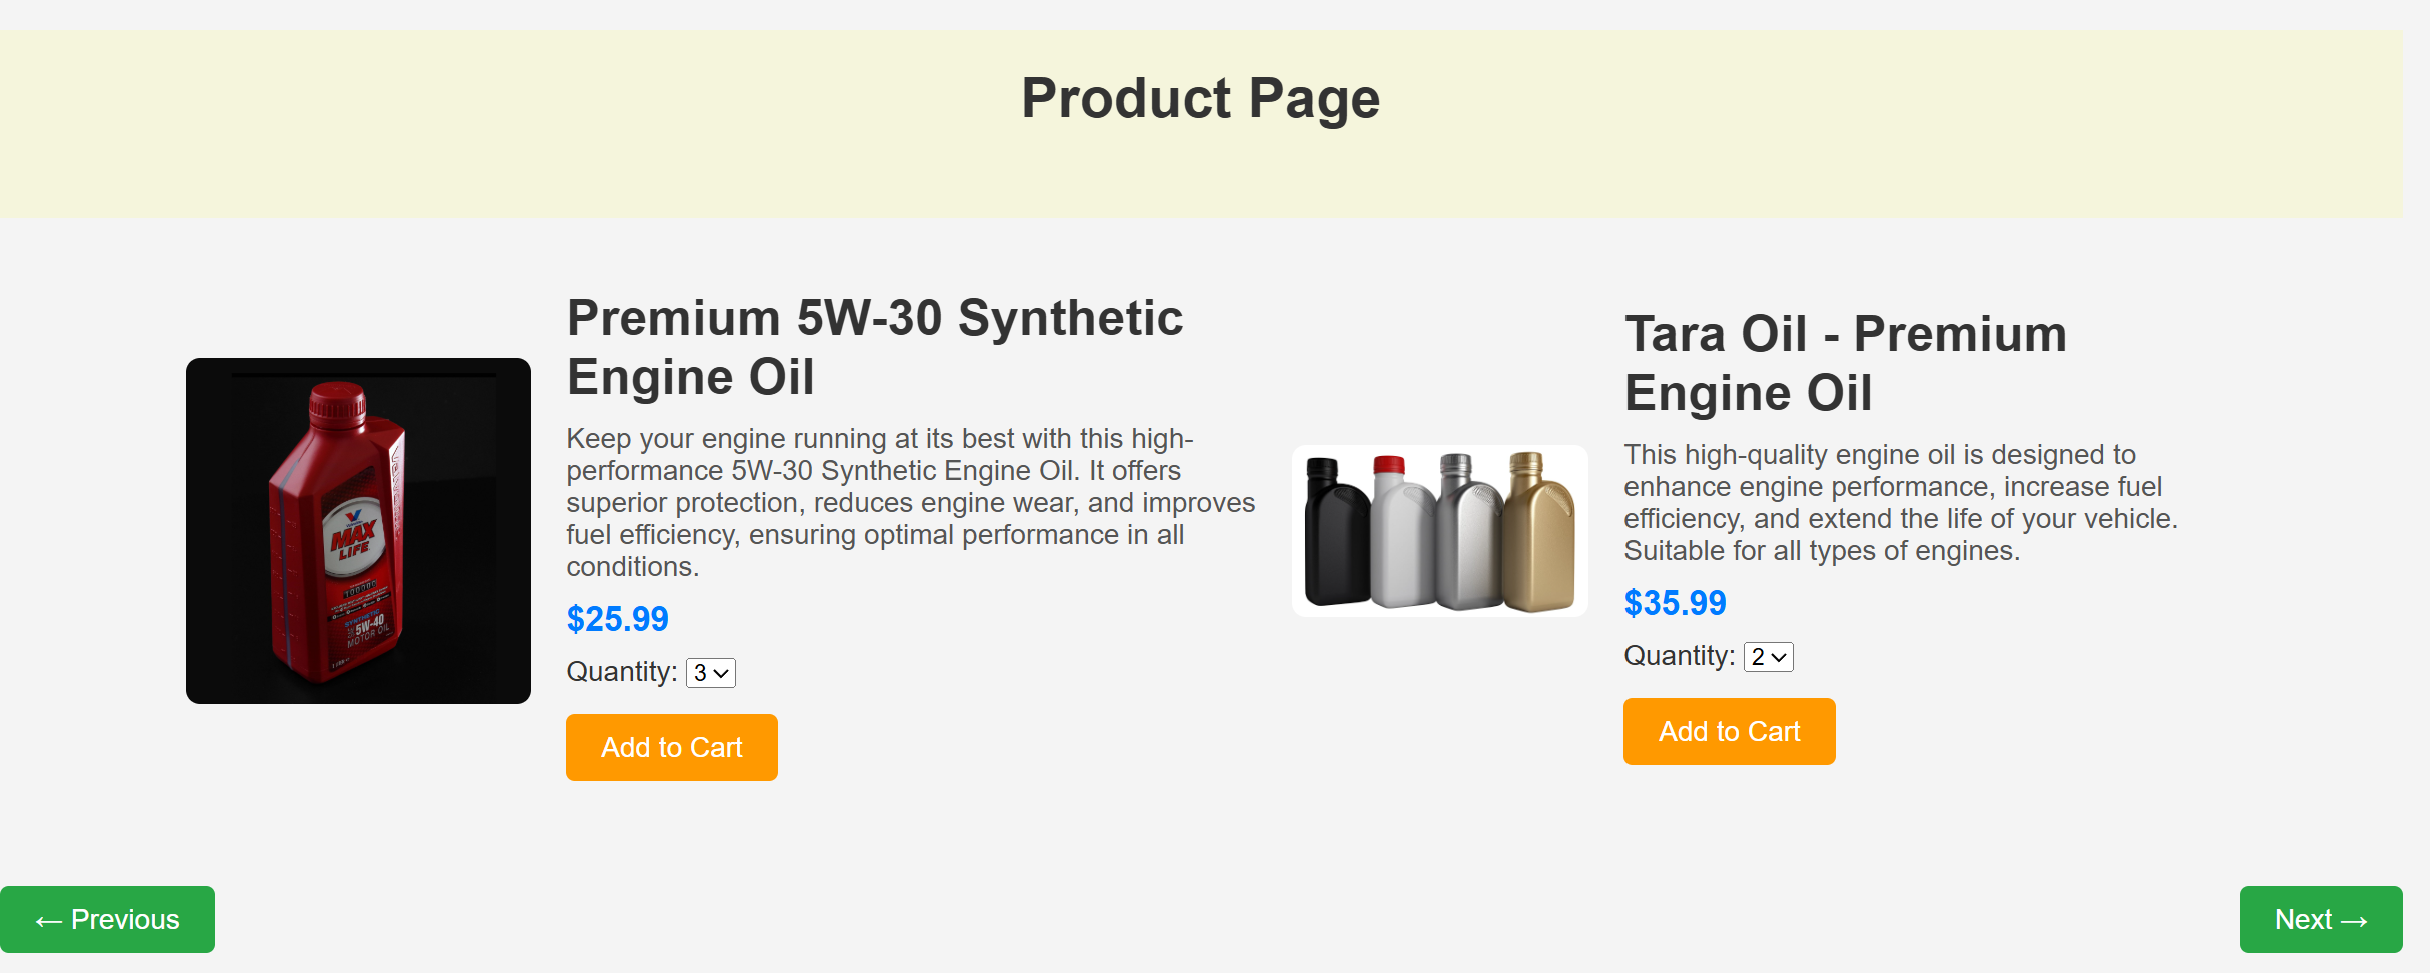 Product Page
Premium 5W-30 Synthetic
Engine Oil
Keep your engine running at its best with this high-
performance 5W-30 Synthetic Engine Oil. It offers
superior protection, reduces engine wear, and improves
fuel efficiency, ensuring optimal performance in all
conditions.
$25.99
Quantity: 3
Add to Cart
MAX
LIFE
SYNTHETIC
5W-40
MOTOR OIL
Tara Oil - Premium
Engine Oil
This high-quality engine oil is designed to
enhance engine performance, increase fuel
efficiency, and extend the life of your vehicle.
Suitable for all types of engines.
$35.99
Quantity: 2
Add to Cart
← Previous
Next →